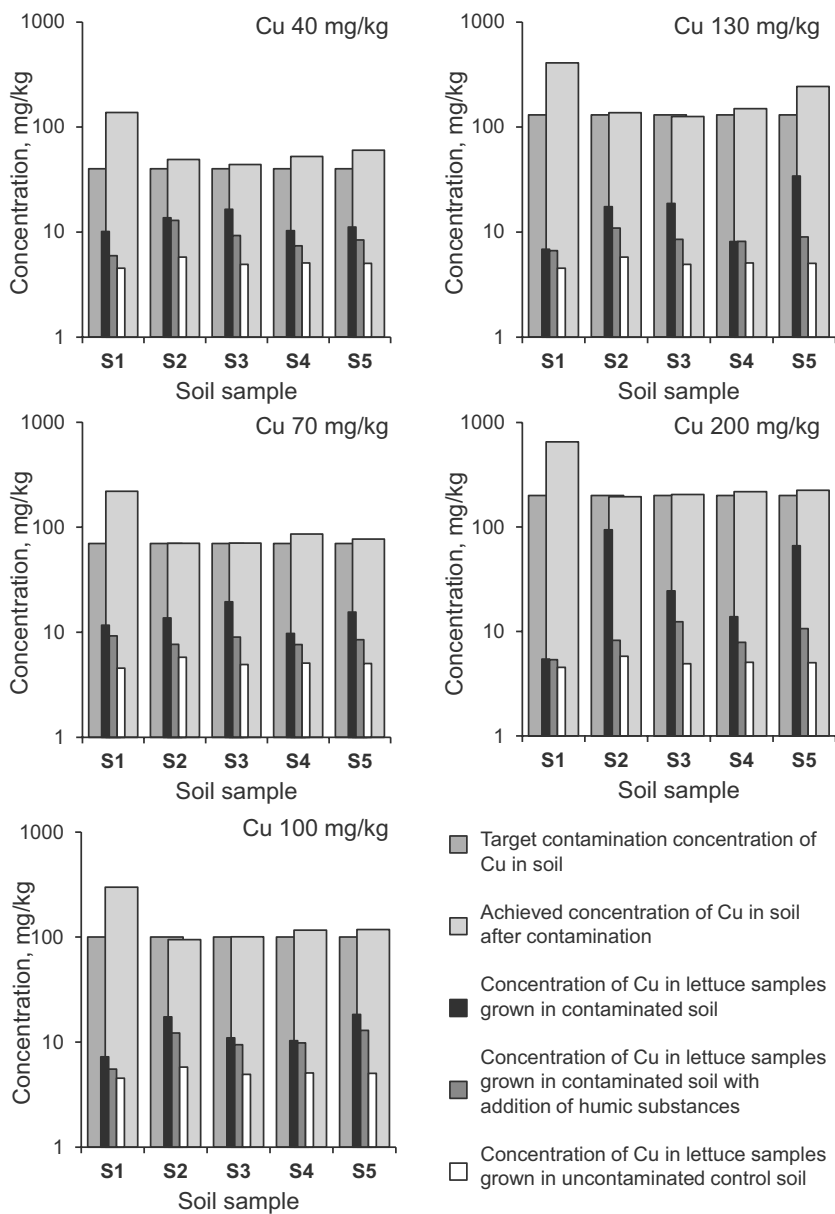 Cu 40 mg/kg
Concentration, mg/kg
1000
100
10
1
S1 S2 S3 S4 S5
Soil sample
Cu 130 mg/kg
Concentration, mg/kg
1000
100
10
1
S1 S2 S3 S4 S5
Soil sample
Cu 70 mg/kg
Concentration, mg/kg
1000
100
10
1
S1 S2 S3 S4 S5
Soil sample
Cu 200 mg/kg
Concentration, mg/kg
1000
100
10
1
S1 S2 S3 S4 S5
Soil sample
Cu 100 mg/kg
Concentration, mg/kg
1000
100
10
1
S1 S2 S3 S4 S5
Soil sample
Target contamination concentration of
Cu in soil
Achieved concentration of Cu in soil
after contamination
Concentration of Cu in lettuce samples
grown in contaminated soil
Concentration of Cu in lettuce samples
grown in contaminated soil with
addition of humic substances
Concentration of Cu in lettuce samples
grown in uncontaminated control soil